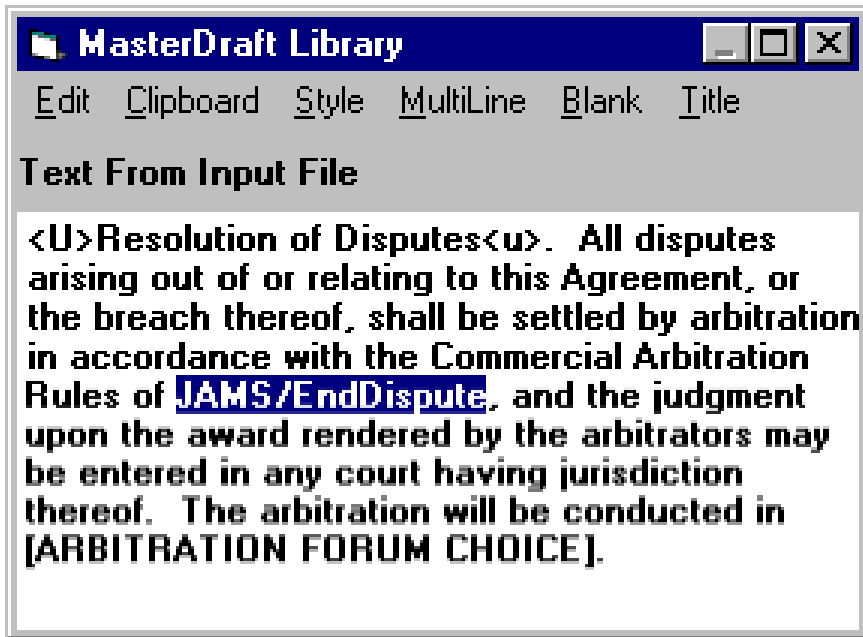 MasterDraft Library
Edit Clipboard Style MultiLine Blank Title
Text From Input File
<U>Resolution of Disputes<u>.  All disputes
arising out of or relating to this Agreement, or
the breach thereof, shall be settled by arbitration
in accordance with the Commercial Arbitration
Rules of JAMS/EndDispute, and the judgment
upon the award rendered by the arbitrators may
be entered in any court having jurisdiction
thereof.  The arbitration will be conducted in
[ARBITRATION FORUM CHOICE].